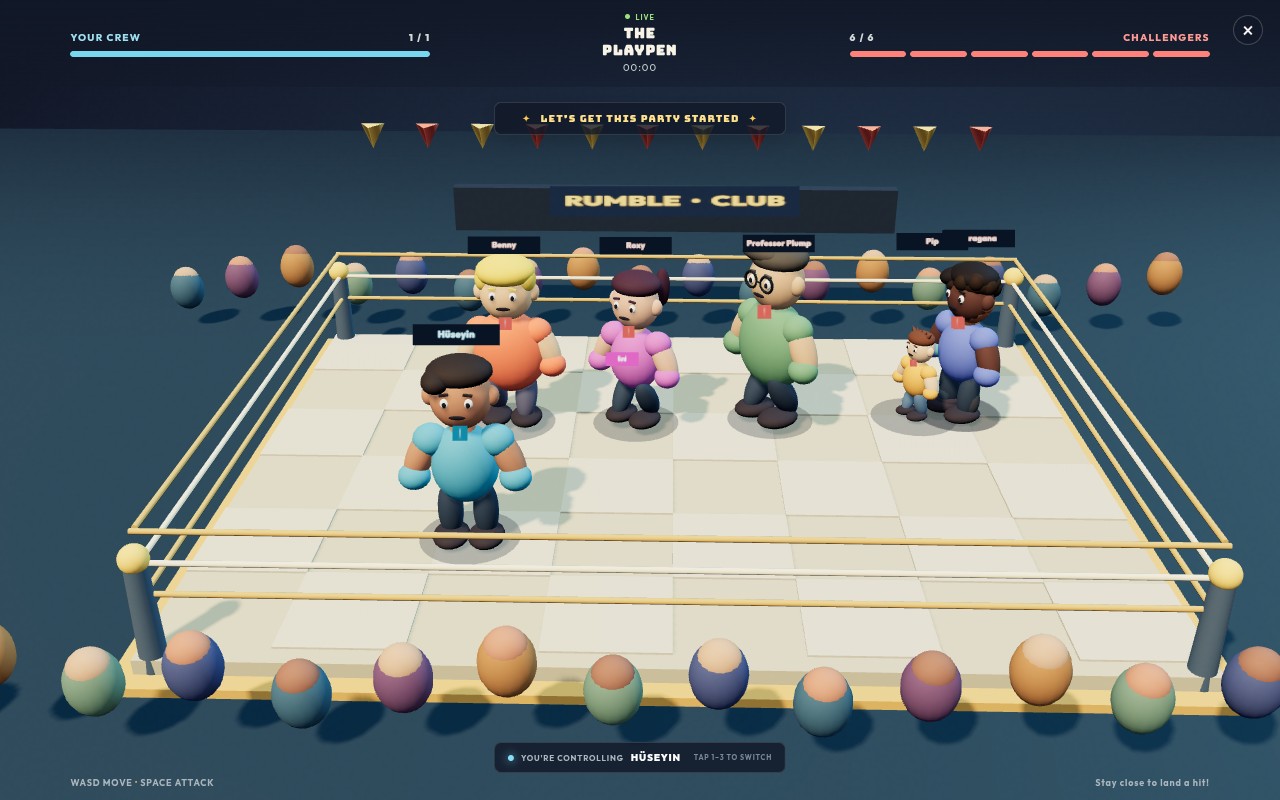 LIVE
YOUR CREW
1 / 1
THE
PLAYPEN
00:00
6 / 6
CHALLENGERS
LET'S GET THIS PARTY STARTED
RUMBLE • CLUB
Benny
Roxy
Professor Plump
Pip
Hüseyin
YOU'RE CONTROLLING HÜSEYIN TAP 1–3 TO SWITCH
WASD MOVE · SPACE ATTACK
Stay close to land a hit!